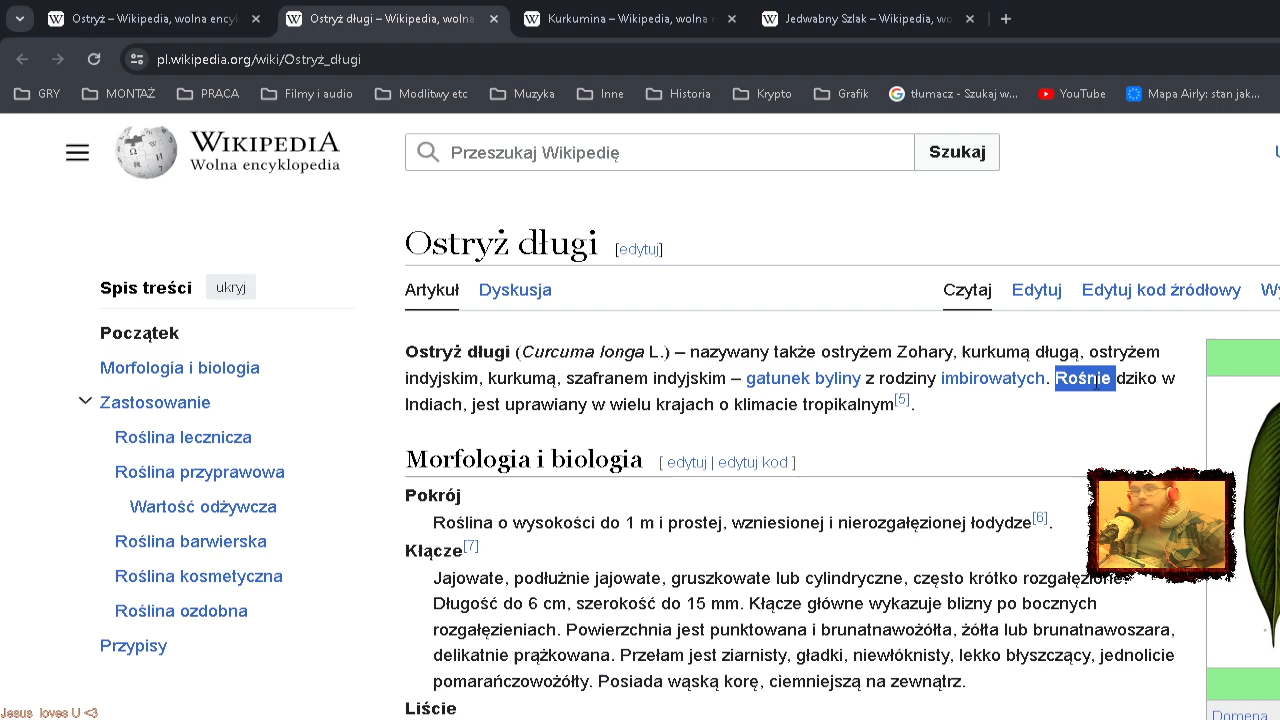 Ostryż – Wikipedia, wolna encykl
Ostryż długi – Wikipedia, wolna
Kurkumina – Wikipedia, wolna
Jedwabny Szlak – Wikipedia, wo
pl.wikipedia.org/wiki/Ostryż_długi
GRY MONTAŻ PRACA Filmy i audio Modlitwy etc Muzyka Inne Historia Krypto Grafik tłumacz - Szukaj w... YouTube Mapa Airly: stan jak...
WIKIPEDIA
Wolna encyklopedia
Przeszukaj Wikipedię Szukaj
Ostryż długi [edytuj]
Spis treści ukryj
Początek
Morfologia i biologia
Zastosowanie
Roślina lecznicza
Roślina przyprawowa
Wartość odżywcza
Roślina barwierska
Roślina kosmetyczna
Roślina ozdobna
Przypisy
Artykuł Dyskusja Czytaj Edytuj Edytuj kod źródłowy
Ostryż długi (Curcuma longa L.) – nazywany także ostryżem Zohary, kurkumą długą, ostryżem
indyjskim, kurkumą, szafranem indyjskim – gatunek byliny z rodziny imbirowatych. Rośnie dziko w
Indiach, jest uprawiany w wielu krajach o klimacie tropikalnym[5].
Morfologia i biologia [ edytuj | edytuj kod ]
Pokrój
Roślina o wysokości do 1 m i prostej, wzniesionej i nierozgałęzionej łodydze[6].
Kłącze[7]
Jajowate, podłużnie jajowate, gruszkowate lub cylindryczne, często krótko rozgałęzione.
Długość do 6 cm, szerokość do 15 mm. Kłącze główne wykazuje blizny po bocznych
rozgałęzieniach. Powierzchnia jest punktowana i brunatnawożółta, żółta lub brunatnawoszara,
delikatnie prążkowana. Przełam jest ziarnisty, gładki, niewłóknisty, lekko błyszczący, jednolicie
pomarańczowożółty. Posiada wąską korę, ciemniejszą na zewnątrz.
Liście
Domena
Jesus loves U <3